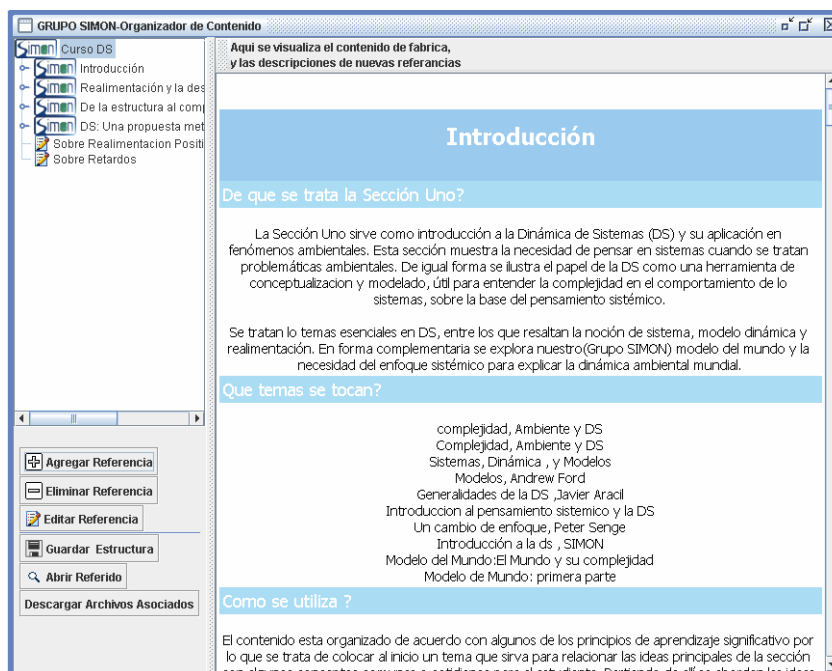 GRUPO SIMON-Organizador de Contenido
Simon Curso DS
Simon Introducción
Simon Realimentación y la des
Simon De la estructura al comp
Simon DS: Una propuesta met
Sobre Realimentacion Positi
Sobre Retardos
Agregar Referencia
Eliminar Referencia
Editar Referencia
Guardar Estructura
Abrir Referido
Descargar Archivos Asociados
Aqui se visualiza el contenido de fabrica,
y las descripciones de nuevas referancias
Introducción
De que se trata la Sección Uno?
La Sección Uno sirve como introducción a la Dinámica de Sistemas (DS) y su aplicación en
fenómenos ambientales. Esta sección muestra la necesidad de pensar en sistemas cuando se tratan
problemáticas ambientales. De igual forma se ilustra el papel de la DS como una herramienta de
conceptualizacion y modelado, útil para entender la complejidad en el comportamiento de lo
sistemas, sobre la base del pensamiento sistémico.
Se tratan lo temas esenciales en DS, entre los que resaltan la noción de sistema, modelo dinámica y
realimentación. En forma complementaria se explora nuestro(Grupo SIMON) modelo del mundo y la
necesidad del enfoque sistémico para explicar la dinámica ambiental mundial.
Que temas se tocan?
complejidad, Ambiente y DS
Complejidad, Ambiente y DS
Sistemas, Dinámica , y Modelos
Modelos, Andrew Ford
Generalidades de la DS ,Javier Aracil
Introduccion al pensamiento sistemico y la DS
Un cambio de enfoque, Peter Senge
Introducción a la ds , SIMON
Modelo del Mundo:El Mundo y su complejidad
Modelo de Mundo: primera parte
Como se utiliza ?
El contenido esta organizado de acuerdo con algunos de los principios de aprendizaje significativo por
lo que se trata de colocar al inicio un tema que sirva para relacionar las ideas principales de la sección